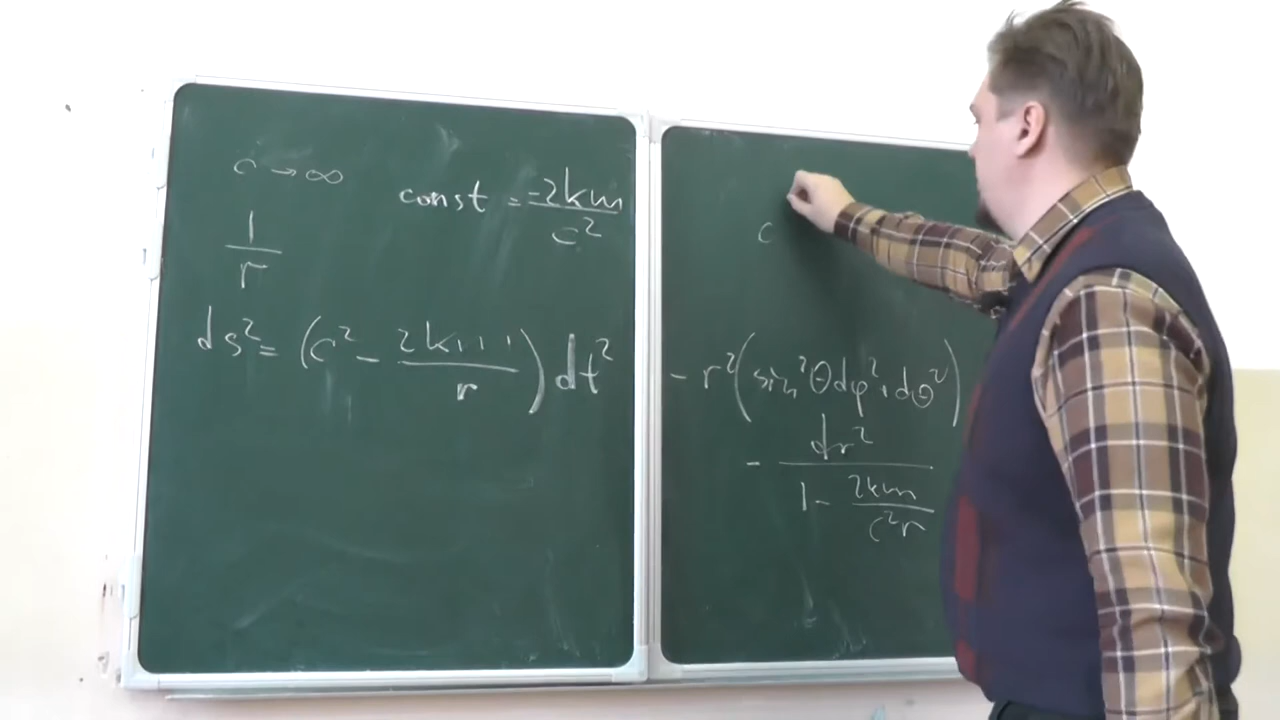 c → ∞
const = -2km/c²
1/r
ds² = (c² - 2km/r) dt² - r² (sin²θdφ² + dθ²)
- dr²/(1 - 2km/c²r)
c